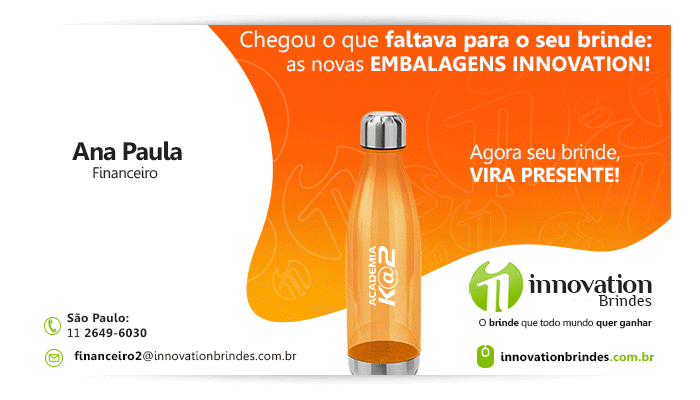 Chegou o que faltava para o seu brinde:
as novas EMBALAGENS INNOVATION!
Ana Paula
Financeiro
Agora seu brinde,
VIRA PRESENTE!
ACADEMIA
K@2
innovation
Brindes
O brinde que todo mundo quer ganhar
São Paulo:
11 2649-6030
financeiro2@innovationbrindes.com.br
innovationbrindes.com.br